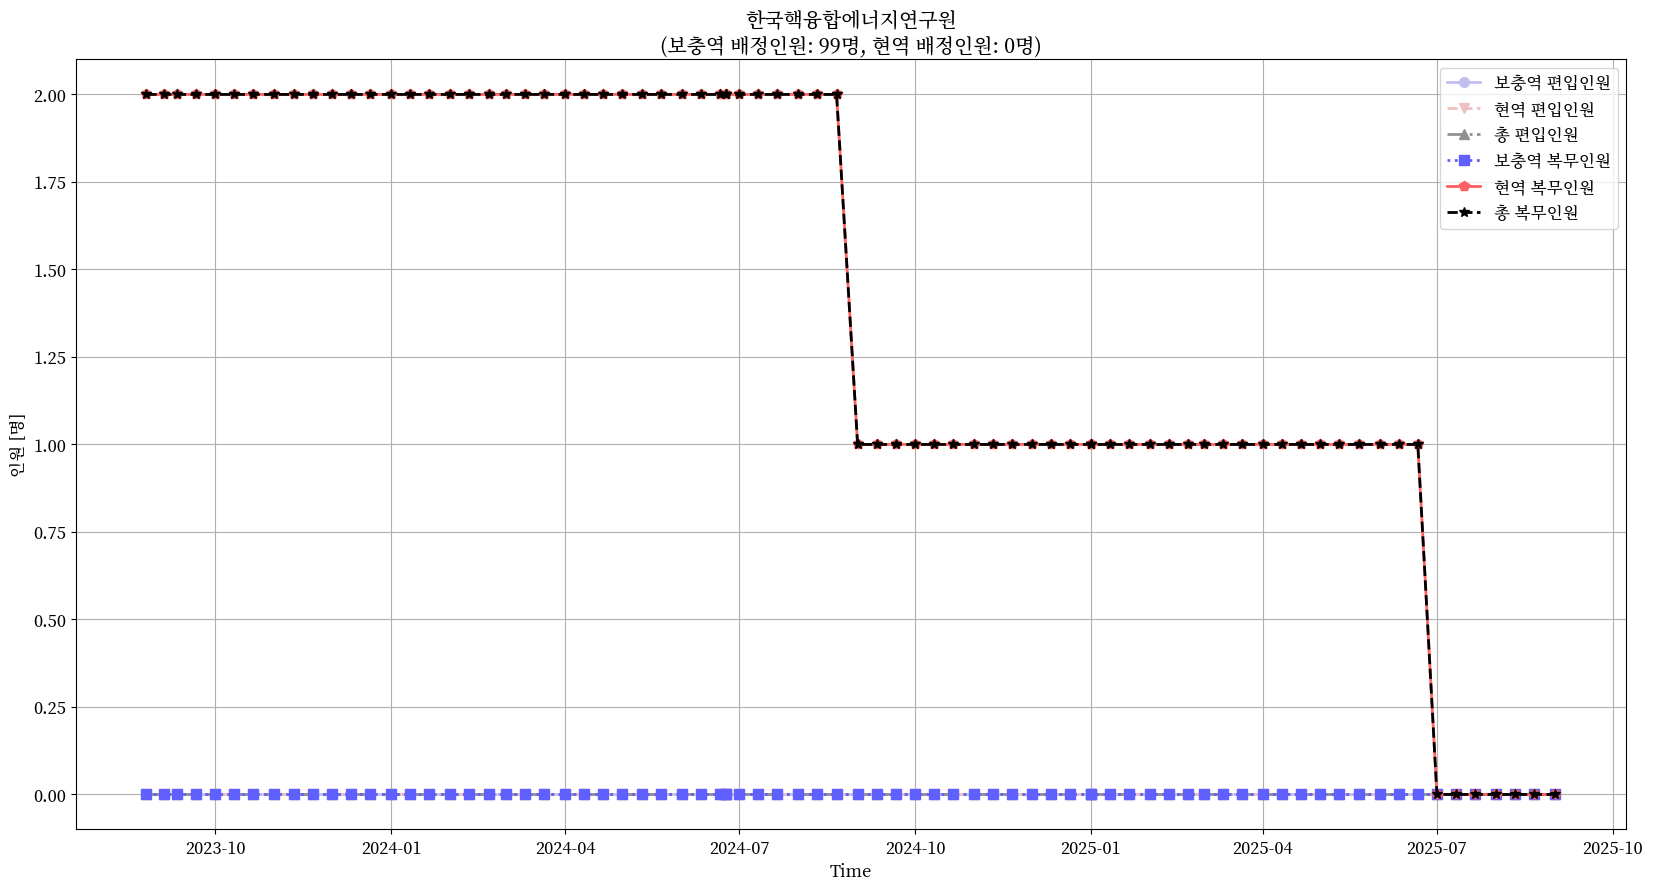 한국핵융합에너지연구원
(보충역 배정인원: 99명, 현역 배정인원: 0명)
보충역 편입인원
현역 편입인원
총 편입인원
보충역 복무인원
현역 복무인원
총 복무인원
인원 [명]
2.00
1.75
1.50
1.25
1.00
0.75
0.50
0.25
0.00
2023-10
2024-01
2024-04
2024-07
2024-10
2025-01
2025-04
2025-07
2025-10
Time